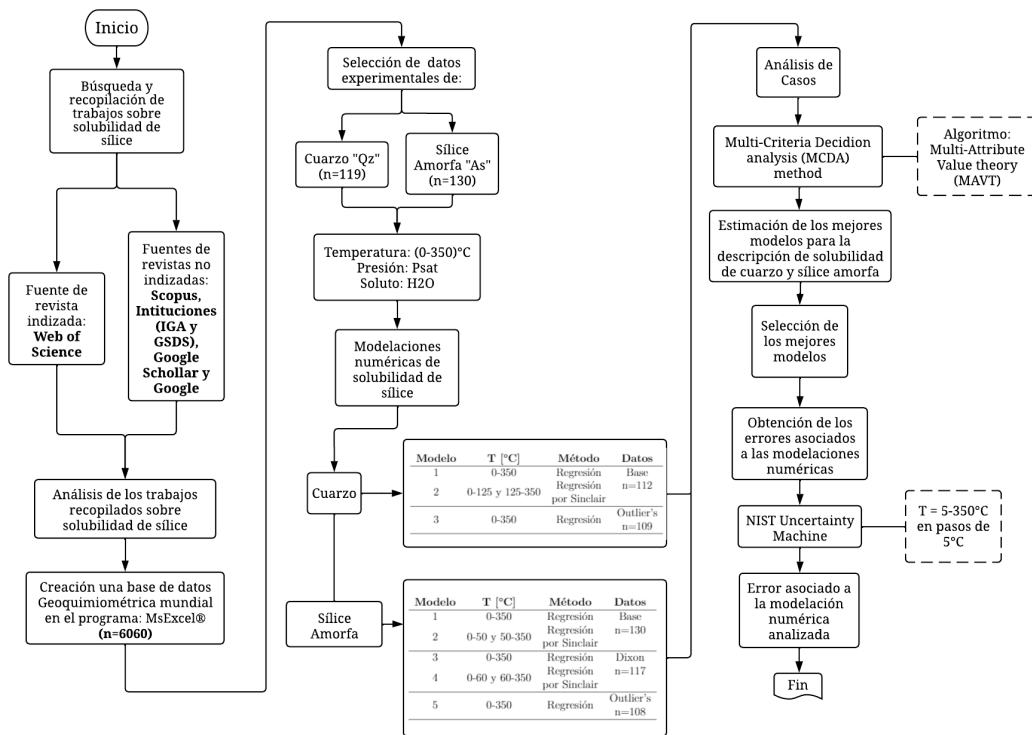 Inicio
Búsqueda y
recopilación de
trabajos sobre
solubilidad de
sílice
Fuente de
revista
indizada:
Web of
Science
Fuentes de
revistas no
indizadas:
Scopus,
Intituciones
(IGA y
GSDS),
Google
Schollar y
Google
Análisis de los trabajos
recopilados sobre
solubilidad de sílice
Creación una base de datos
Geoquimiométrica mundial
en el programa: MsExcel®
(n=6060)
Selección de datos
experimentales de:
Cuarzo "Qz"
(n=119)
Sílice
Amorfa "As"
(n=130)
Temperatura: (0-350)°C
Presión: Psat
Soluto: H2O
Modelaciones
numéricas de
solubilidad de
sílice
Cuarzo
Modelo T [°C] Método Datos
1 0-350 Regresión Base
2 0-125 y 125-350 Regresión n=112
por Sinclair
3 0-350 Regresión Outlier's
n=109
Sílice
Amorfa
Modelo T [°C] Método Datos
1 0-350 Regresión Base
2 0-50 y 50-350 Regresión n=130
por Sinclair
3 0-350 Regresión Dixon
4 0-60 y 60-350 Regresión n=117
por Sinclair
5 0-350 Regresión Outlier's
n=108
Análisis de
Casos
Multi-Criteria Decidion
analysis (MCDA)
method
Algoritmo:
Multi-Attribute
Value theory
(MAVT)
Estimación de los mejores
modelos para la
descripción de solubilidad
de cuarzo y sílice amorfa
Selección de
los mejores
modelos
Obtención de los
errores asociados
a las modelaciones
numéricas
NIST Uncertainty
Machine
T = 5-350°C
en pasos de
5°C
Error asociado a
la modelación
numérica
analizada
Fin